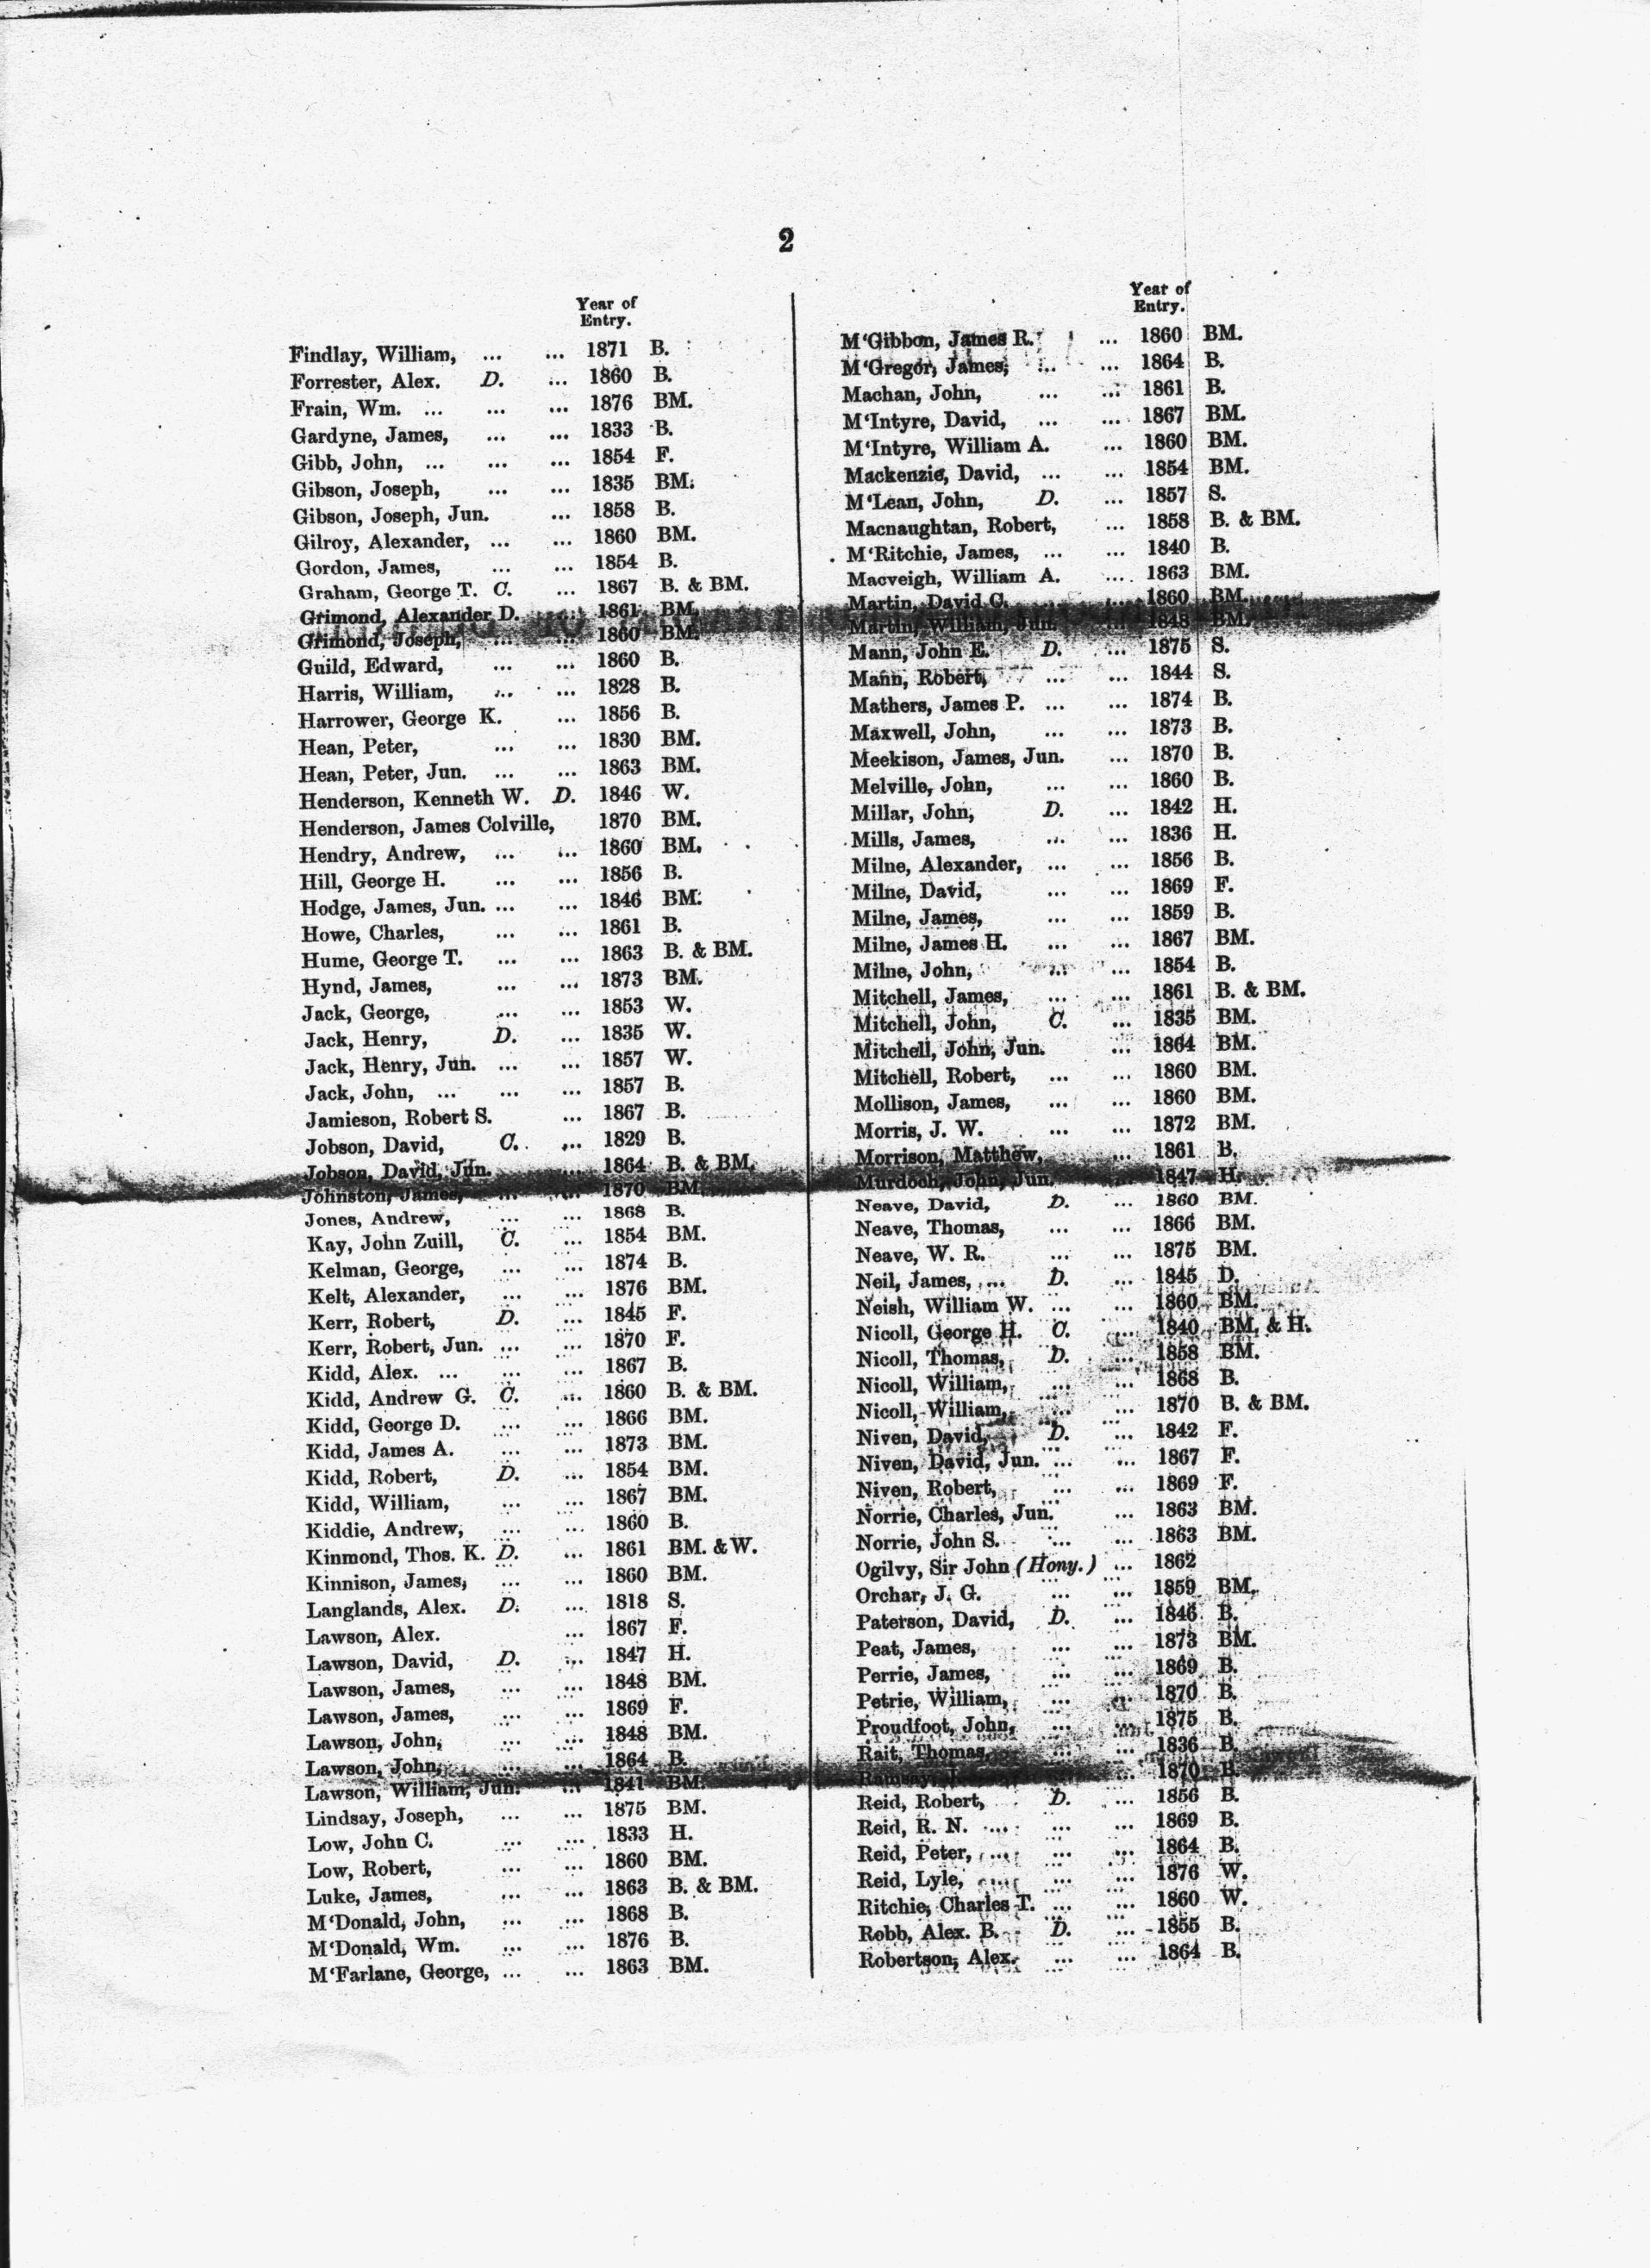 2
Year of
Entry.
Findlay, William, ... ... 1871 B.
Forrester, Alex. D. ... 1860 B.
Frain, Wm. ... ... ... 1876 BM.
Gardyne, James, ... ... 1833 B.
Gibb, John, ... ... ... 1854 F.
Gibson, Joseph, ... ... 1835 BM.
Gibson, Joseph, Jun. ... 1858 B.
Gilroy, Alexander, ... ... 1860 BM.
Gordon, James, ... ... 1854 B.
Graham, George T. C. ... 1867 B. & BM.
Grimond, Alexander D. ... 1861 BM.
Grimond, Joseph, ... ... 1860 BM.
Guild, Edward, ... ... 1860 B.
Harris, William, ... ... 1828 B.
Harrower, George K. ... 1856 B.
Hean, Peter, ... ... 1830 BM.
Hean, Peter, Jun. ... ... 1863 BM.
Henderson, Kenneth W. D. 1846 W.
Henderson, James Colville, 1870 BM.
Hendry, Andrew, ... ... 1860 BM.
Hill, George H. ... ... 1856 B.
Hodge, James, Jun. ... ... 1846 BM.
Howe, Charles, ... ... 1861 B.
Hume, George T. ... ... 1863 B. & BM.
Hynd, James, ... ... 1873 BM.
Jack, George, ... ... 1853 W.
Jack, Henry, D. ... 1835 W.
Jack, Henry, Jun. ... ... 1857 W.
Jack, John, ... ... ... 1857 B.
Jamieson, Robert S. ... 1867 B.
Jobson, David, C. ... 1829 B.
Jobson, David, Jun. ... 1864 B. & BM.
Johnston, James, ... ... 1870 BM.
Jones, Andrew, ... ... 1868 B.
Kay, John Zuill, C. ... 1854 BM.
Kelman, George, ... ... 1874 B.
Kelt, Alexander, ... ... 1876 BM.
Kerr, Robert, D. ... 1845 F.
Kerr, Robert, Jun. ... ... 1870 F.
Kidd, Alex. ... ... ... 1867 B.
Kidd, Andrew G. C. ... 1860 B. & BM.
Kidd, George D. ... ... 1866 BM.
Kidd, James A. ... ... 1873 BM.
Kidd, Robert, D. ... 1854 BM.
Kidd, William, ... ... 1867 BM.
Kiddie, Andrew, ... ... 1860 B.
Kinmond, Thos. K. D. ... 1861 BM. & W.
Kinnison, James, ... ... 1860 BM.
Langlands, Alex. D. ... 1818 S.
Lawson, Alex. ... 1867 F.
Lawson, David, D. ... 1847 H.
Lawson, James, ... ... 1848 BM.
Lawson, James, ... ... 1869 F.
Lawson, John, ... ... 1848 BM.
Lawson, John, ... ... 1864 B.
Lawson, William, Jun. ... 1841 BM.
Lindsay, Joseph, ... ... 1875 BM.
Low, John C. ... ... 1833 H.
Low, Robert, ... ... 1860 BM.
Luke, James, ... ... 1863 B. & BM.
M‘Donald, John, ... ... 1868 B.
M‘Donald, Wm. ... ... 1876 B.
M‘Farlane, George, ... ... 1863 BM.
Year of
Entry.
M‘Gibbon, James R. ... 1860 BM.
M‘Gregor, James, ... ... 1864 B.
Machan, John, ... ... 1861 B.
M‘Intyre, David, ... ... 1867 BM.
M‘Intyre, William A. ... 1860 BM.
Mackenzie, David, ... ... 1854 BM.
M‘Lean, John, D. ... 1857 S.
Macnaughtan, Robert, ... 1858 B. & BM.
M‘Ritchie, James, ... ... 1840 B.
Macveigh, William A. ... 1863 BM.
Martin, David G. ... 1860 BM.
Martin, William, Jun. ... 1848 BM.
Mann, John E. D. ... 1875 S.
Mann, Robert, ... ... 1844 S.
Mathers, James P. ... ... 1874 B.
Maxwell, John, ... ... 1873 B.
Meekison, James, Jun. ... 1870 B.
Melville, John, ... ... 1860 B.
Millar, John, D. ... 1842 H.
Mills, James, ... ... 1836 H.
Milne, Alexander, ... ... 1856 B.
Milne, David, ... ... 1869 F.
Milne, James, ... ... 1859 B.
Milne, James H. ... ... 1867 BM.
Milne, John, ... ... 1854 B.
Mitchell, James, ... ... 1861 B. & BM.
Mitchell, John, C. ... 1835 BM.
Mitchell, John, Jun. ... 1864 BM.
Mitchell, Robert, ... ... 1860 BM.
Mollison, James, ... ... 1860 BM.
Morris, J. W. ... ... 1872 BM.
Morrison, Matthew, ... 1861 B.
Murdoch, John, Jun. ... 1847 H.
Neave, David, D. ... 1860 BM.
Neave, Thomas, ... ... 1866 BM.
Neave, W. R. ... ... 1875 BM.
Neil, James, ... D. ... 1845 D.
Neish, William W. ... ... 1860 BM.
Nicoll, George H. C. ... 1840 BM. & H.
Nicoll, Thomas, D. ... 1858 BM.
Nicoll, William, ... ... 1868 B.
Nicoll, William, ... ... 1870 B. & BM.
Niven, David, D. ... 1842 F.
Niven, David, Jun. ... ... 1867 F.
Niven, Robert, ... ... 1869 F.
Norrie, Charles, Jun. ... 1863 BM.
Norrie, John S. ... ... 1863 BM.
Ogilvy, Sir John (Hony.) ... 1862
Orchar, J. G. ... ... 1859 BM.
Paterson, David, D. ... 1846 B.
Peat, James, ... ... 1873 BM.
Perrie, James, ... ... 1869 B.
Petrie, William, ... ... 1870 B.
Proudfoot, John, ... ... 1875 B.
Rait, Thomas, ... ... 1836 B.
Ramsay, ... 1870 B.
Reid, Robert, D. ... 1856 B.
Reid, R. N. ... ... ... 1869 B.
Reid, Peter, ... ... ... 1864 B.
Reid, Lyle, ... ... 1876 W.
Ritchie, Charles T. ... ... 1860 W.
Robb, Alex. B. D. ... 1855 B.
Robertson, Alex. ... ... 1864 B.